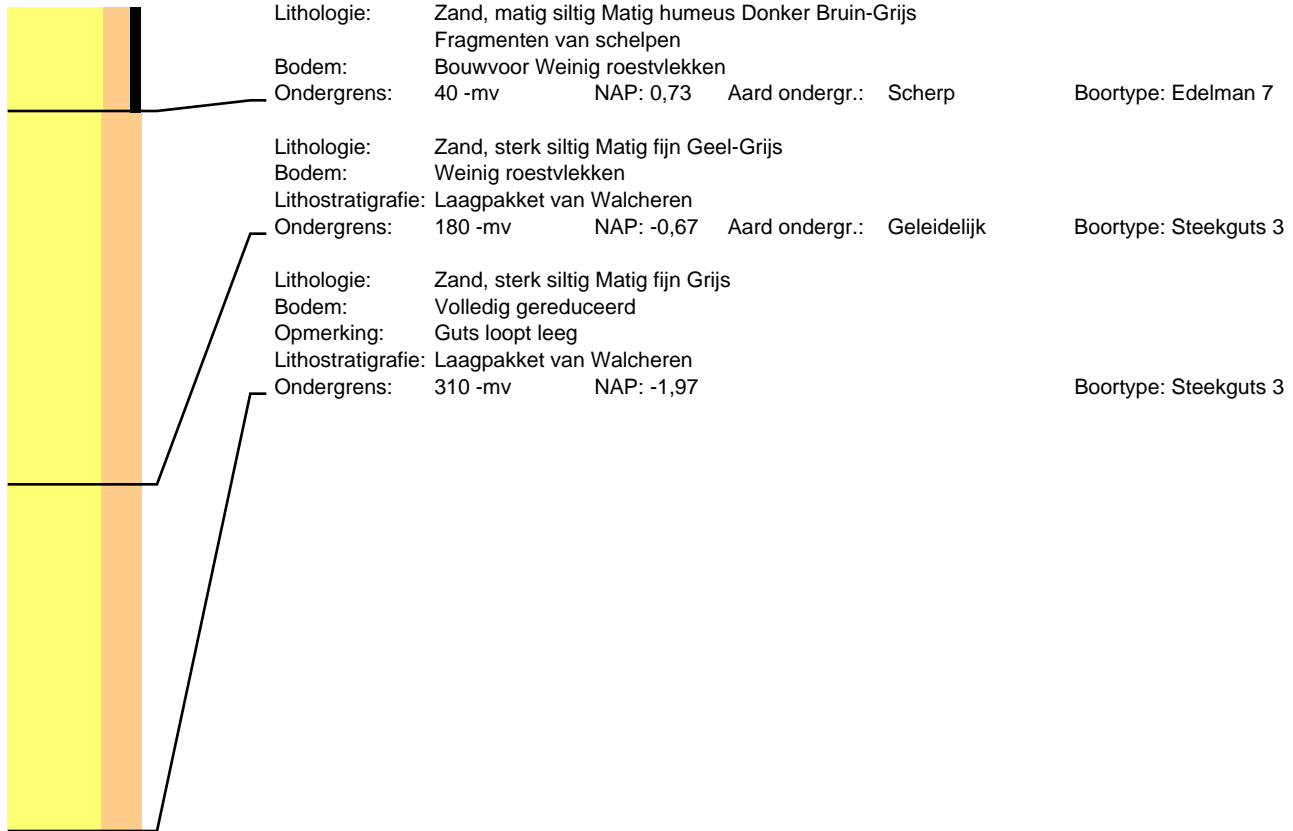 Lithologie: Zand, matig siltig Matig humeus Donker Bruin-Grijs
Fragmenten van schelpen
Bodem: Bouwvoor Weinig roestvlekken
Ondergrens: 40 -mv NAP: 0,73 Aard ondergr.: Scherp Boortype: Edelman 7
Lithologie: Zand, sterk siltig Matig fijn Geel-Grijs
Bodem: Weinig roestvlekken
Lithostratigrafie: Laagpakket van Walcheren
Ondergrens: 180 -mv NAP: -0,67 Aard ondergr.: Geleidelijk Boortype: Steekguts 3
Lithologie: Zand, sterk siltig Matig fijn Grijs
Bodem: Volledig gereduceerd
Opmerking: Guts loopt leeg
Lithostratigrafie: Laagpakket van Walcheren
Ondergrens: 310 -mv NAP: -1,97 Boortype: Steekguts 3